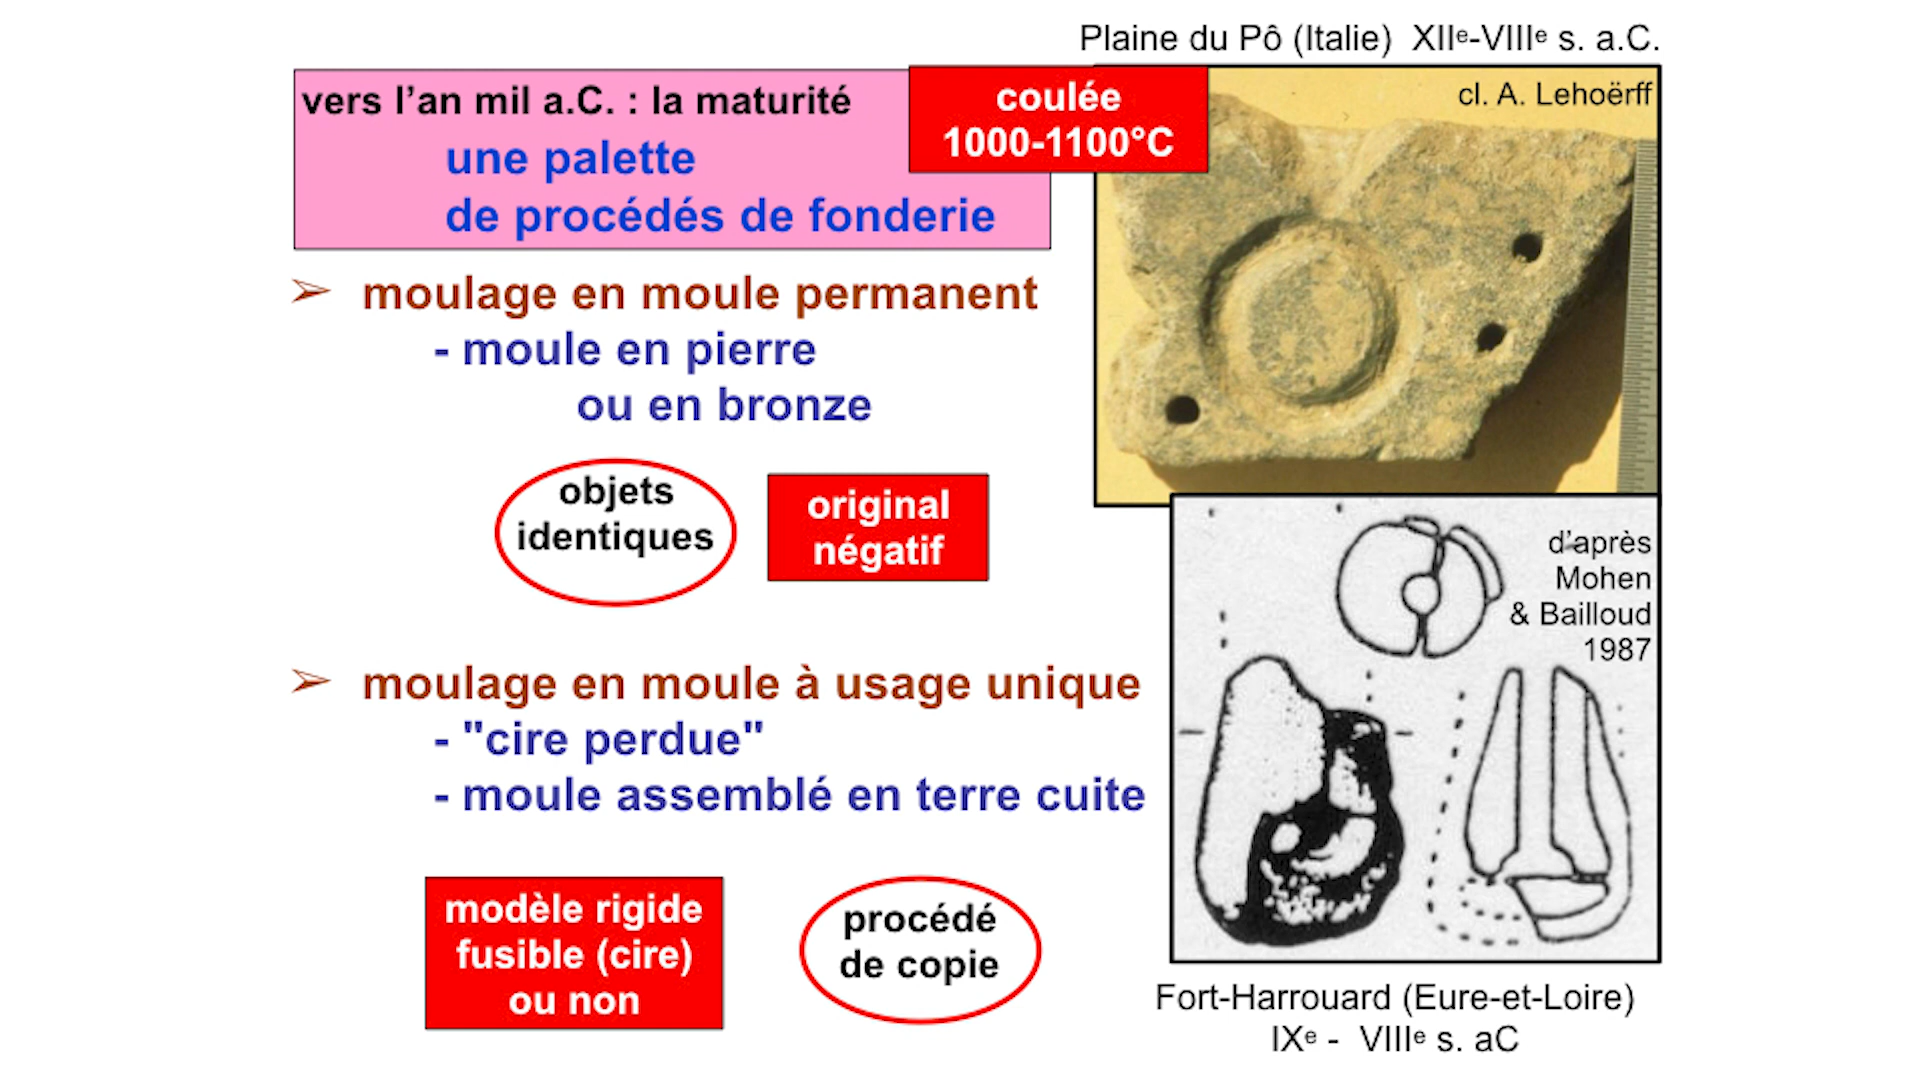 Plaine du Pô (Italie) XIIe-VIIIe s. a.C.
vers l’an mil a.C. : la maturité
une palette
de procédés de fonderie
coulée
1000-1100°C
cl. A. Lehoërff
➢ moulage en moule permanent
- moule en pierre
ou en bronze
objets
identiques
original
négatif
d’après
Mohen
& Bailloud
1987
➢ moulage en moule à usage unique
- "cire perdue"
- moule assemblé en terre cuite
modèle rigide
fusible (cire)
ou non
procédé
de copie
Fort-Harrouard (Eure-et-Loire)
IXe - VIIIe s. aC